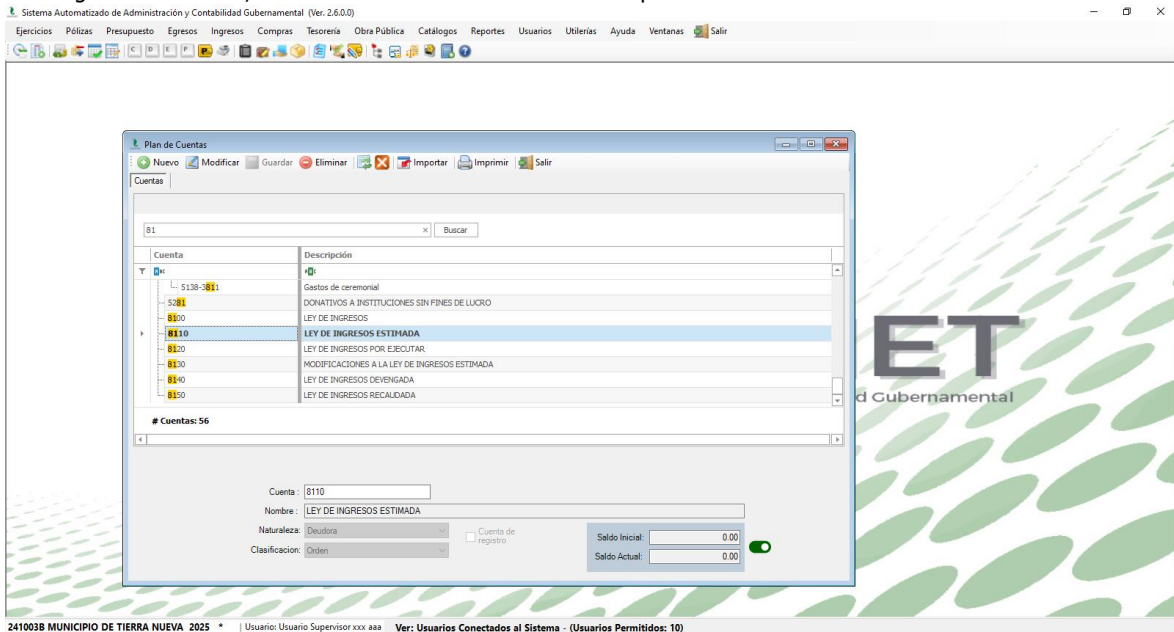 Sistema Automatizado de Administración y Contabilidad Gubernamental (Ver. 2.6.0.0)
Ejercicios Pólizas Presupuesto Egresos Ingresos Compras Tesorería Obra Pública Catálogos Reportes Usuarios Utilerías Ayuda Ventanas Salir
Plan de Cuentas
Nuevo Modificar Guardar Eliminar Importar Imprimir Salir
Cuentas
81 Buscar
Cuenta Descripción
5138-3811 Gastos de ceremonial
5281 DONATIVOS A INSTITUCIONES SIN FINES DE LUCRO
8100 LEY DE INGRESOS
8110 LEY DE INGRESOS ESTIMADA
8120 LEY DE INGRESOS POR EJECUTAR
8130 MODIFICACIONES A LA LEY DE INGRESOS ESTIMADA
8140 LEY DE INGRESOS DEVENGADA
8150 LEY DE INGRESOS RECAUDADA
# Cuentas: 56
ET
d Gubernamental
Cuenta : 8110
Nombre : LEY DE INGRESOS ESTIMADA
Naturaleza: Deudora Cuenta de registro
Clasificacion: Orden
Saldo Inicial: 0.00
Saldo Actual: 0.00
241003B MUNICIPIO DE TIERRA NUEVA 2025 * | Usuario: Usuario Supervisor xxx aaa Ver: Usuarios Conectados al Sistema - (Usuarios Permitidos: 10)